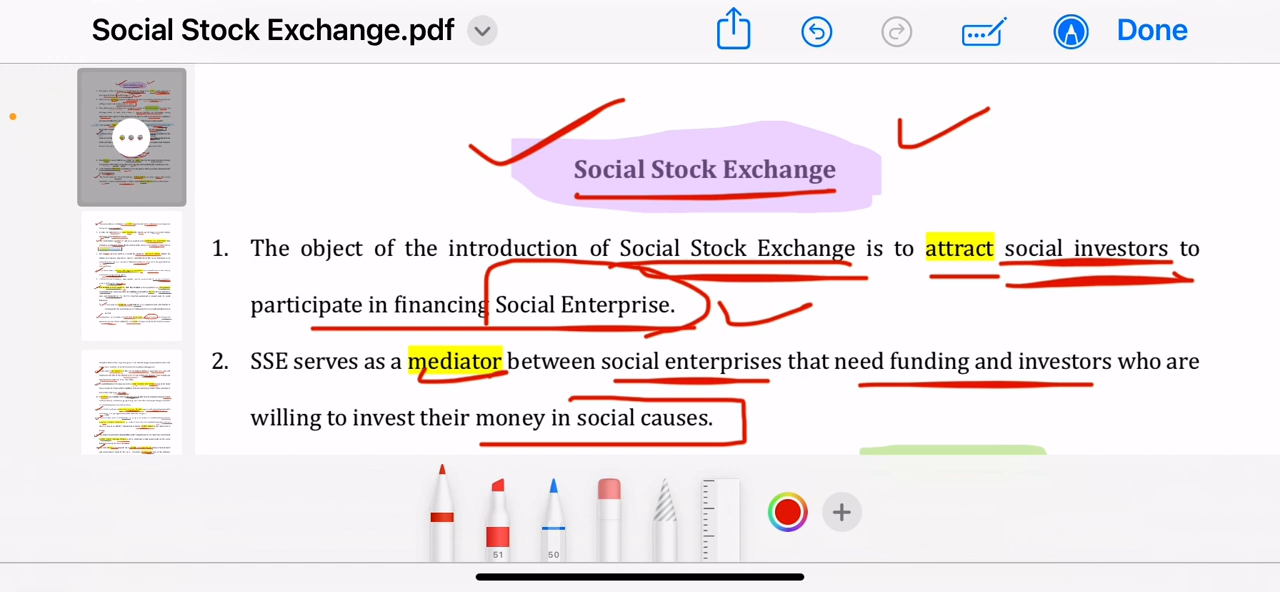 Social Stock Exchange.pdf
Done
Social Stock Exchange
1. The object of the introduction of Social Stock Exchange is to attract social investors to
participate in financing Social Enterprise.
2. SSE serves as a mediator between social enterprises that need funding and investors who are
willing to invest their money in social causes.
51
50